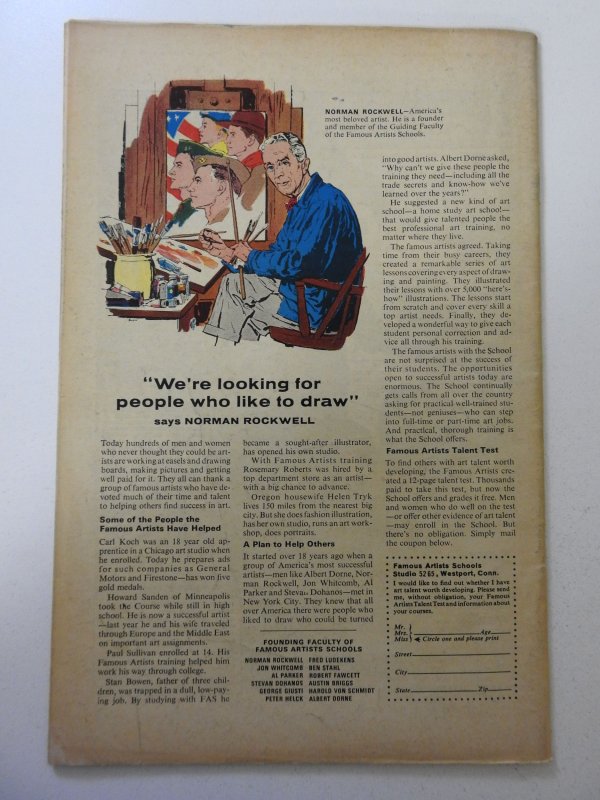 NORMAN ROCKWELL—America's
most beloved artist. He is a founder
and member of the Guiding Faculty
of the Famous Artists Schools.
"We're looking for
people who like to draw"
says NORMAN ROCKWELL
Today hundreds of men and women
who never thought they could be art-
ists are working at easels and drawing
boards, making pictures and getting
well paid for it. They all can thank a
group of famous artists who have de-
voted much of their time and talent
to helping others find success in art.
Some of the People the
Famous Artists Have Helped
Carl Koch was an 18 year old ap-
prentice in a Chicago art studio when
he enrolled. Today he prepares ads
for such companies as General
Motors and Firestone—has won five
gold medals.
Howard Sanden of Minneapolis
took the Course while still in high
school. He is now a successful artist
—last year he and his wife traveled
through Europe and the Middle East
on important art assignments.
Paul Sullivan enrolled at 14. His
Famous Artists training helped him
work his way through college.
Stan Bowen, father of three chil-
dren, was trapped in a dull, low-pay-
ing job. By studying with FAS he
became a sought-after illustrator,
has opened his own studio.
With Famous Artists training
Rosemary Roberts was hired by a
top department store as an artist—
with a big chance to advance.
Oregon housewife Helen Tryk
lives 150 miles from the nearest big
city. But she does fashion illustration,
has her own studio, runs an art work-
shop, does portraits.
A Plan to Help Others
It started over 18 years ago when a
group of America's most successful
artists—men like Albert Dorne, Nor-
man Rockwell, Jon Whitcomb, Al
Parker and Stevan Dohanos—met in
New York City. They knew that all
over America there were people who
liked to draw who could be turned
FOUNDING FACULTY OF
FAMOUS ARTISTS SCHOOLS
NORMAN ROCKWELL FRED LUDEKENS
JON WHITCOMB BEN STAHL
AL PARKER ROBERT FAWCETT
STEVAN DOHANOS AUSTIN BRIGGS
GEORGE GIUSTI HAROLD VON SCHMIDT
PETER HELCK ALBERT DORNE
into good artists. Albert Dorne asked,
"Why can't we give these people the
training they need—including all the
trade secrets and know-how we've
learned over the years?"
He suggested a new kind of art
school—a home study art school—
that would give talented people the
best professional art training, no
matter where they live.
The famous artists agreed. Taking
time from their busy careers, they
created a remarkable series of art
lessons covering every aspect of draw-
ing and painting. They illustrated
their lessons with over 5,000 "here's-
how" illustrations. The lessons start
from scratch and cover every skill a
top artist needs. Finally, they de-
veloped a wonderful way to give each
student personal correction and ad-
vice all through his training.
The famous artists with the School
are not surprised at the success of
their students. The opportunities
open to successful artists today are
enormous. The School continually
gets calls from all over the country
asking for practical well-trained stu-
dents—not geniuses—who can step
into full-time or part-time art jobs.
And practical, thorough training is
what the School offers.
Famous Artists Talent Test
To find others with art talent worth
developing, the Famous Artists cre-
ated a 12-page talent test. Thousands
paid to take this test, but now the
School offers and grades it free. Men
and women who do well on the test
—or offer other evidence of art talent
—may enroll in the School. But
there's no obligation. Simply mail
the coupon below.
Famous Artists Schools
Studio 5265, Westport, Conn.
I would like to find out whether I have
art talent worth developing. Please send
me, without obligation, your Famous
Artists Talent Test and information about
your courses.
Mr.
Mrs. Age
Miss Circle one and please print
Street
City
State Zip